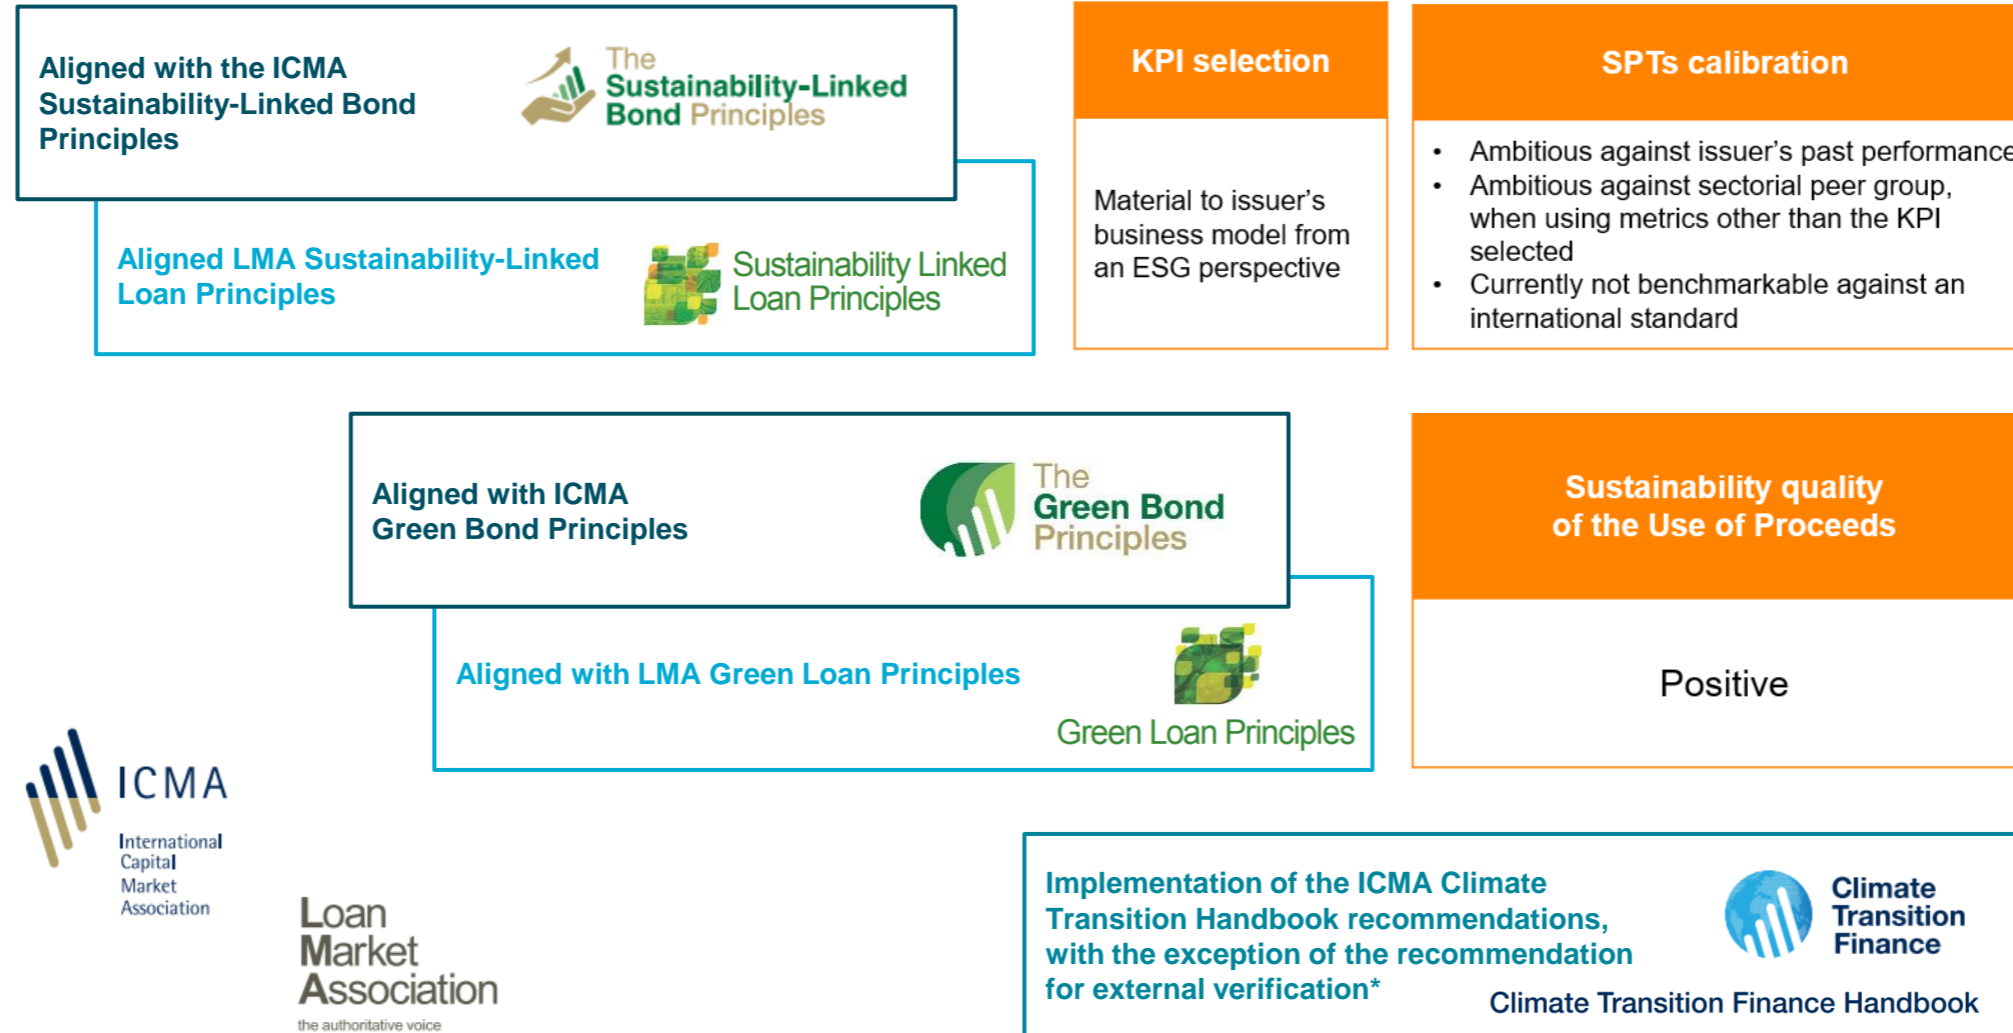 Aligned with the ICMA
Sustainability-Linked Bond
Principles
The
Sustainability-Linked
Bond Principles
Aligned LMA Sustainability-Linked
Loan Principles
Sustainability Linked
Loan Principles
KPI selection
Material to issuer's
business model from
an ESG perspective
SPTs calibration
• Ambitious against issuer's past performance
• Ambitious against sectorial peer group,
when using metrics other than the KPI
selected
• Currently not benchmarkable against an
international standard
Aligned with ICMA
Green Bond Principles
The
Green Bond
Principles
Aligned with LMA Green Loan Principles
Green Loan Principles
Sustainability quality
of the Use of Proceeds
Positive
ICMA
International
Capital
Market
Association
Loan
Market
Association
the authoritative voice
Implementation of the ICMA Climate
Transition Handbook recommendations,
with the exception of the recommendation
for external verification*
Climate
Transition
Finance
Climate Transition Finance Handbook